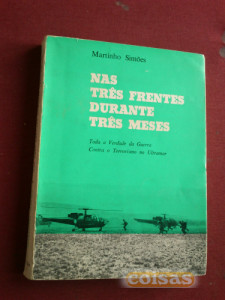 Martinho Simões
NAS
TRÊS FRENTES
DURANTE
TRÊS MESES
Toda a Verdade da Guerra
Contra o Terrorismo no Ultramar
coisas